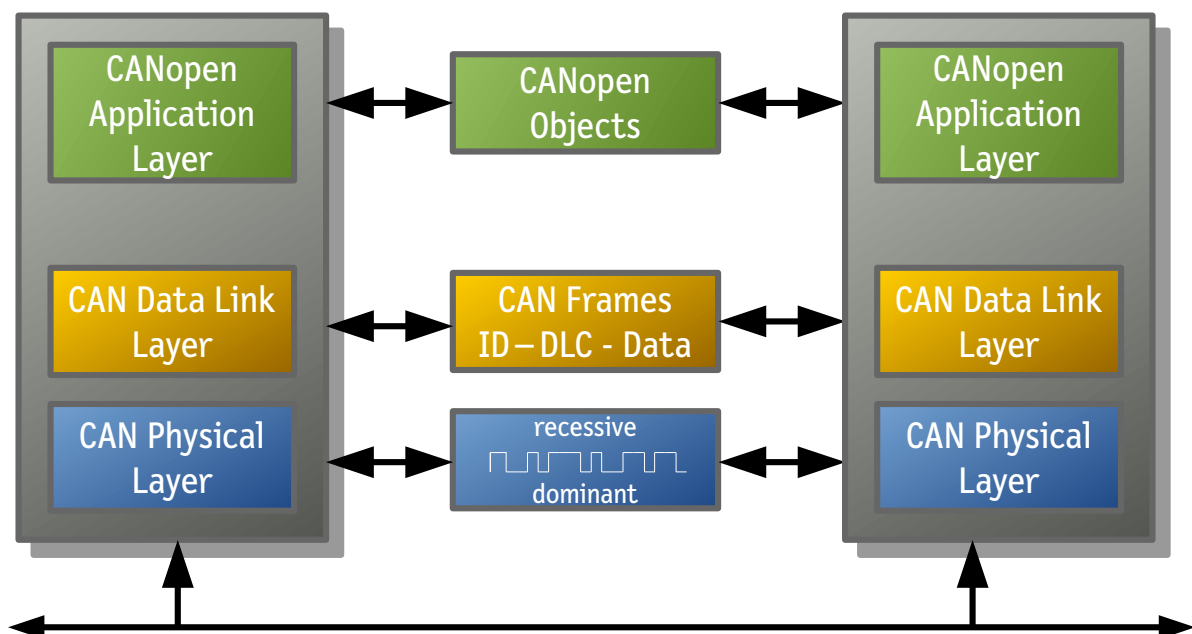 CANopen
Application
Layer
CANopen
Objects
CANopen
Application
Layer
CAN Data Link
Layer
CAN Frames
ID – DLC - Data
CAN Data Link
Layer
CAN Physical
Layer
recessive
dominant
CAN Physical
Layer